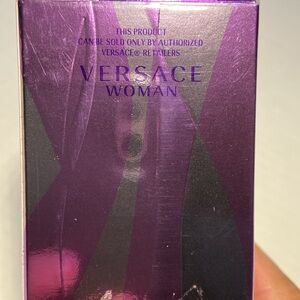 THIS PRODUCT
CAN BE SOLD ONLY BY AUTHORIZED
VERSACE® RETAILERS
VERSACE
WOMAN